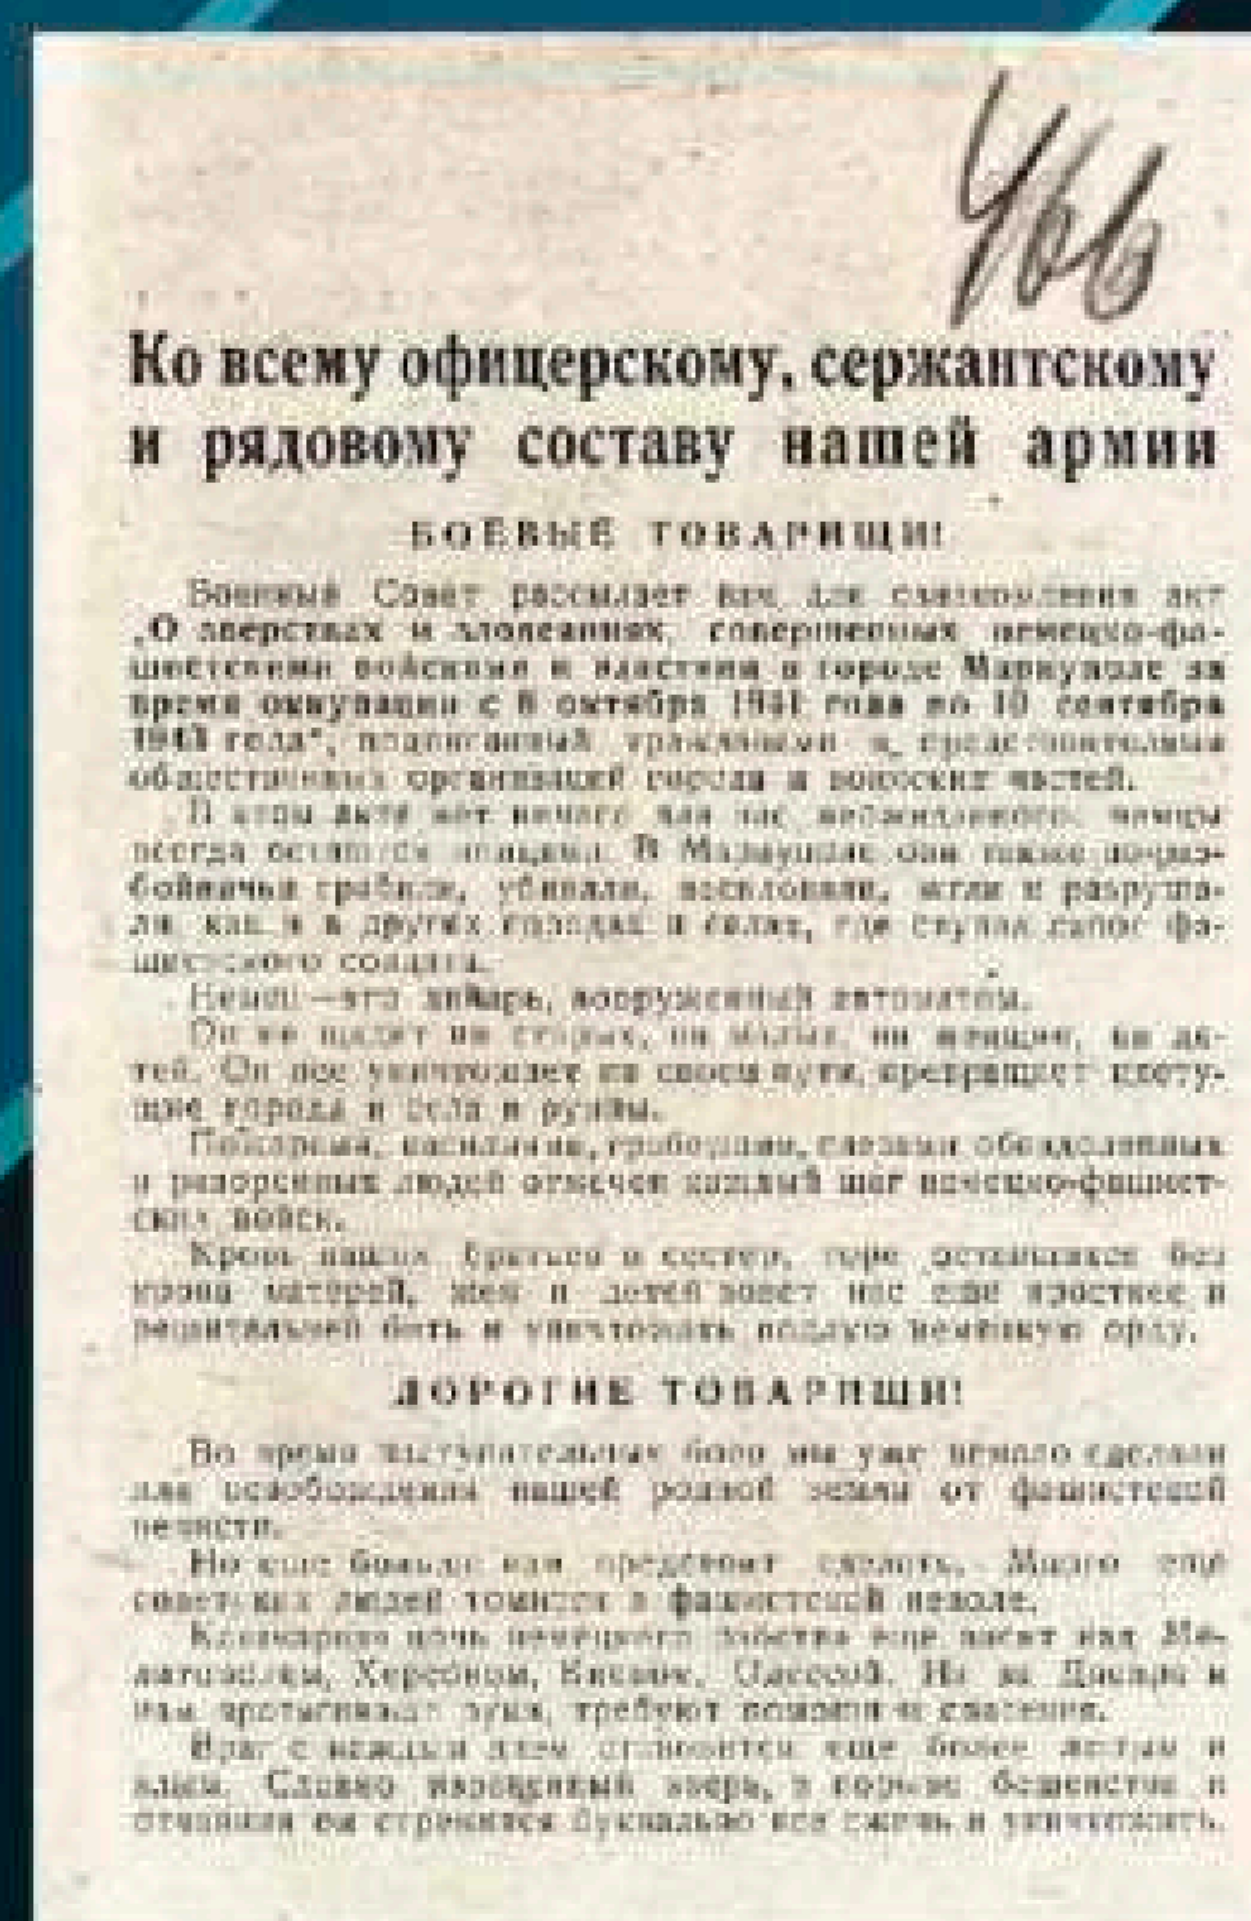 466
Ко всему офицерскому, сержантскому
и рядовому составу нашей армии
БОЕВЫЕ ТОВАРИЩИ!
Военный Совет рассылает вам для ознакомления акт
„О зверствах и злодеяниях, совершенных немецко-фа-
шистскими войсками и властями в городе Мариуполе за
время оккупации с 8 октября 1941 года по 10 сентября
1943 года“, подписанный гражданами и представителями
общественных организаций города и воинских частей.
В этом акте нет ничего для нас неожиданного: немцы
всегда остаются немцами. В Мариуполе они также по-раз-
бойничьи грабили, убивали, насиловали, жгли и разруша-
ли, как и в других городах и селах, где ступал сапог фа-
шистского солдата.
Немец—это дикарь, вооруженный автоматом.
Он не щадит ни старых, ни малых, ни женщин, ни де-
тей. Он все уничтожает на своем пути, превращает цвету-
щие города и села в руины.
Пожарами, насилиями, грабежами, слезами обездоленных
и разоренных людей отмечен каждый шаг немецко-фашист-
ских войск.
Кровь наших братьев и сестер, горе оставшихся без
крова матерей, жен и детей зовет нас еще яростнее и
решительней бить и уничтожать подлую немецкую орду.
ДОРОГИЕ ТОВАРИЩИ!
Во время наступательных боев мы уже немало сделали
для освобождения нашей родной земли от фашистской
нечисти.
Но еще больше нам предстоит сделать. Много еще
советских людей томится в фашистской неволе.
Кошмарная ночь немецкого рабства еще висит над Ме-
литополем, Херсоном, Киевом, Одессой. Из за Днепра к
нам протягивают руки, требуют помощи и спасения.
Враг с каждым днем становится еще более лютым и
злым. Словно израненный зверь, в порыве бешенства и
отчаяния он стремится буквально все сжечь и уничтожить.